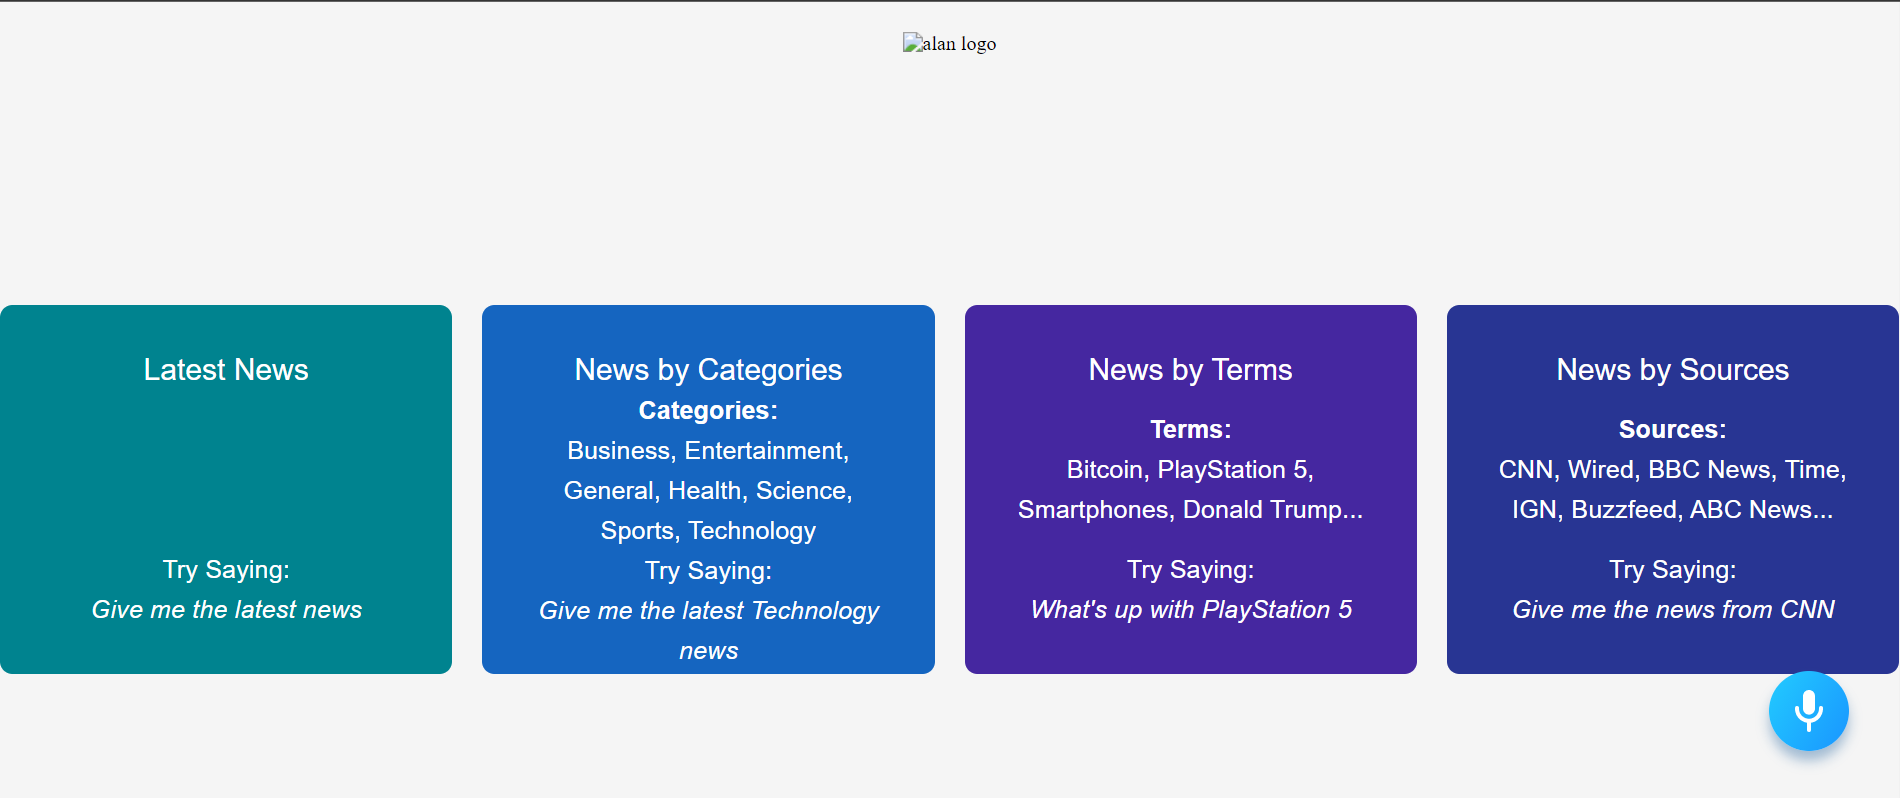 alan logo
Latest News
Try Saying:
Give me the latest news
News by Categories
Categories:
Business, Entertainment,
General, Health, Science,
Sports, Technology
Try Saying:
Give me the latest Technology
news
News by Terms
Terms:
Bitcoin, PlayStation 5,
Smartphones, Donald Trump...
Try Saying:
What's up with PlayStation 5
News by Sources
Sources:
CNN, Wired, BBC News, Time,
IGN, Buzzfeed, ABC News...
Try Saying:
Give me the news from CNN